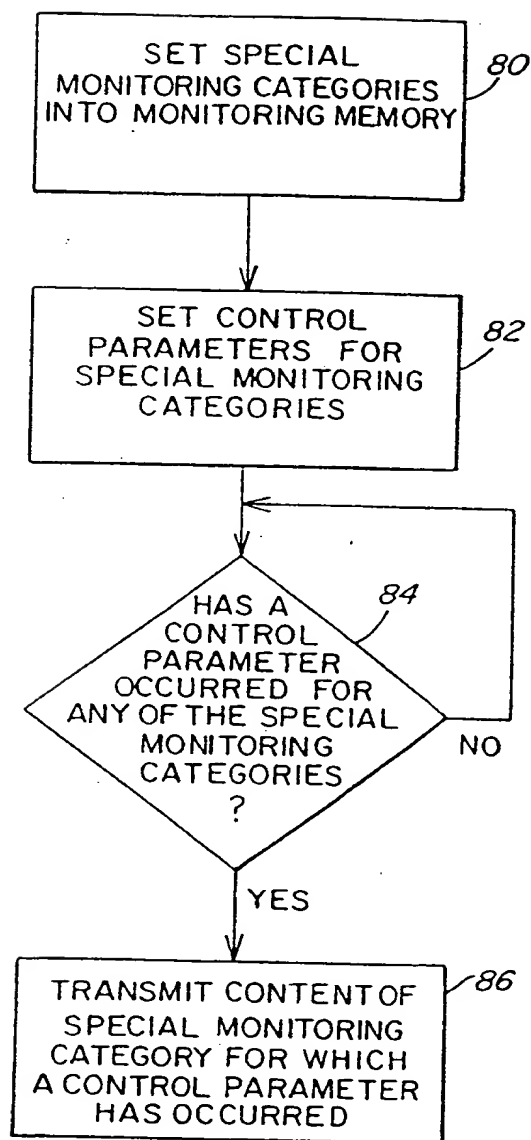 SET SPECIAL
MONITORING CATEGORIES
INTO MONITORING MEMORY
80
SET CONTROL
PARAMETERS FOR
SPECIAL MONITORING
CATEGORIES
82
HAS A
CONTROL
PARAMETER
OCCURRED FOR
ANY OF THE SPECIAL
MONITORING
CATEGORIES
?
84
NO
YES
TRANSMIT CONTENT OF
SPECIAL MONITORING
CATEGORY FOR WHICH
A CONTROL PARAMETER
HAS OCCURRED
86